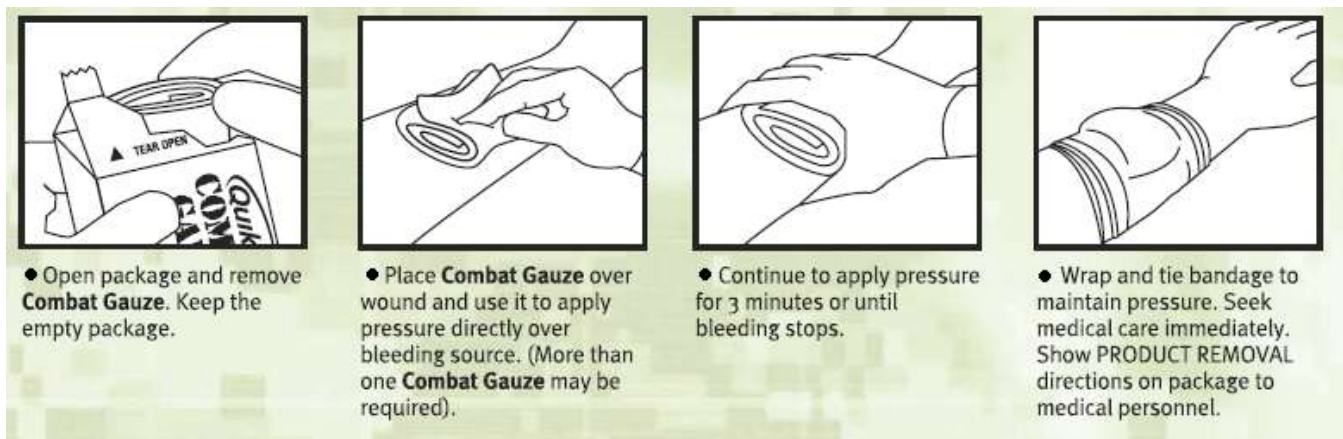 ▲ TEAR OPEN
Quik
COM
GA
● Open package and remove
Combat Gauze. Keep the
empty package.
● Place Combat Gauze over
wound and use it to apply
pressure directly over
bleeding source. (More than
one Combat Gauze may be
required).
● Continue to apply pressure
for 3 minutes or until
bleeding stops.
● Wrap and tie bandage to
maintain pressure. Seek
medical care immediately.
Show PRODUCT REMOVAL
directions on package to
medical personnel.